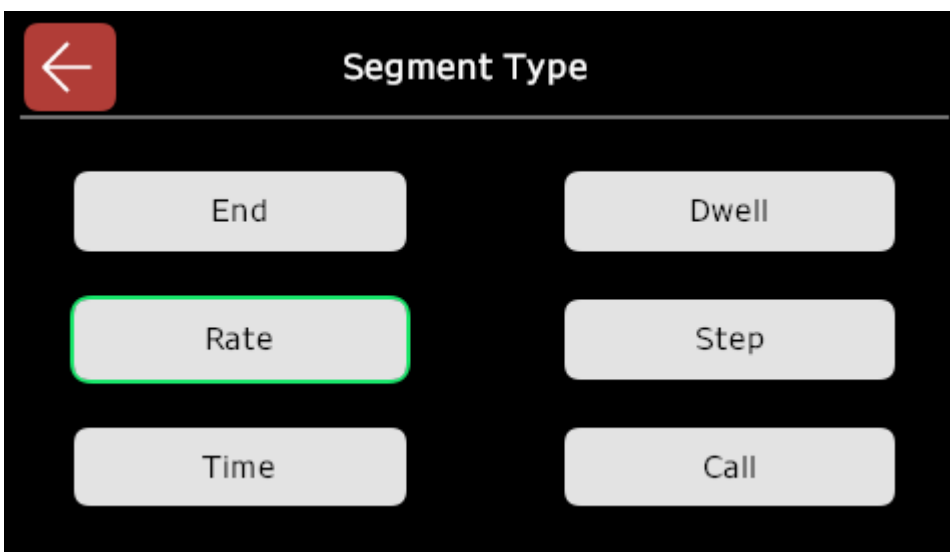 Segment Type
End
Dwell
Rate
Step
Time
Call